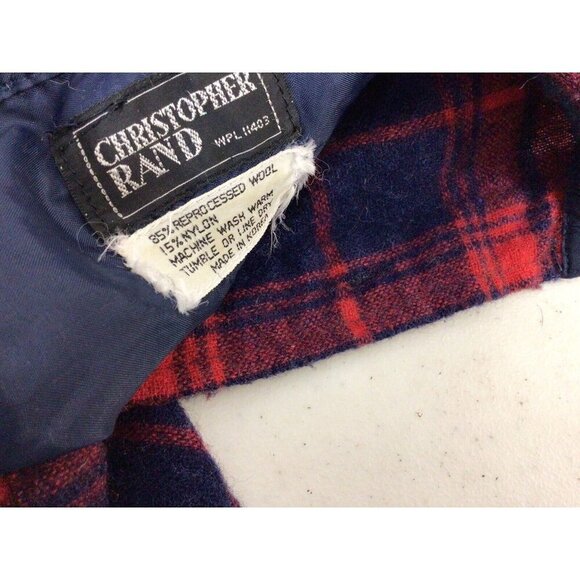 CHRISTOPHER
RAND
WPL 11403
85% REPROCESSED WOOL
15% NYLON
MACHINE WASH WARM
TUMBLE OR LINE DRY
MADE IN KOREA